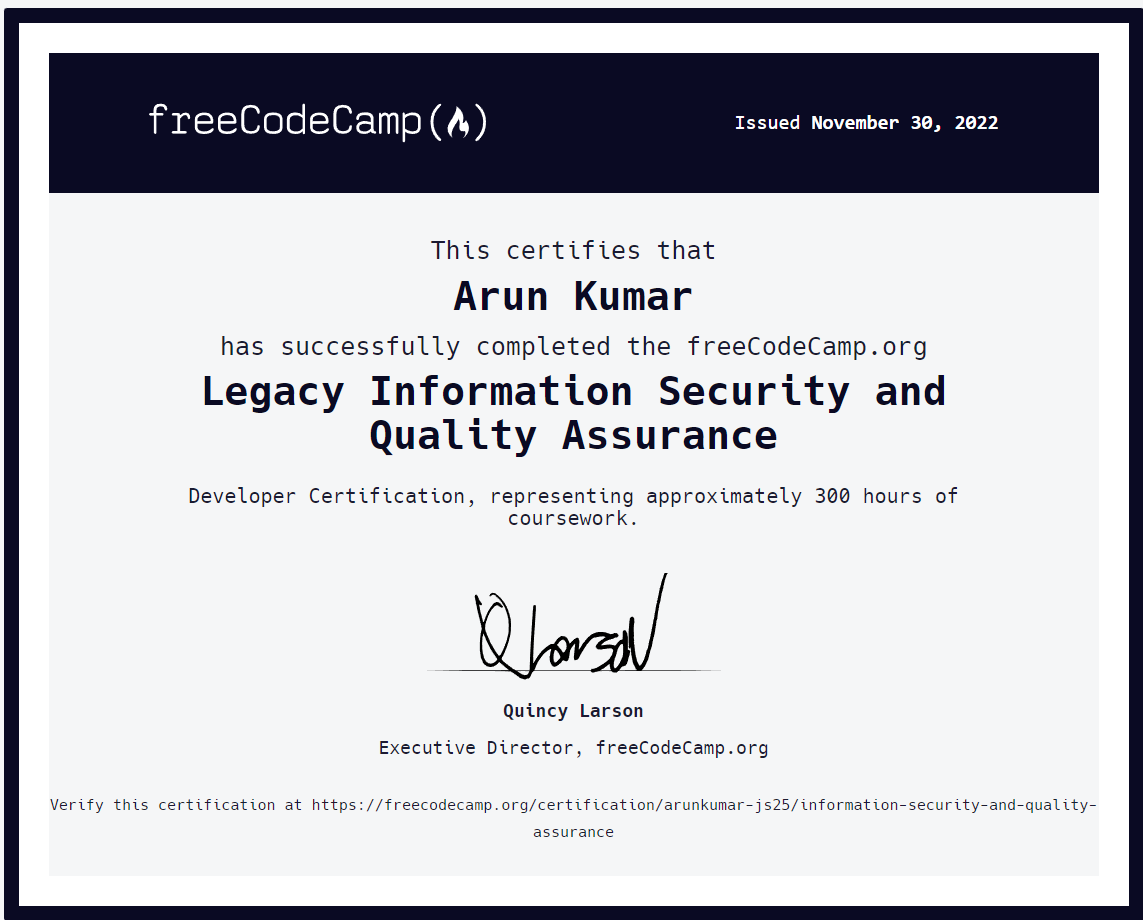 freeCodeCamp
Issued November 30, 2022
This certifies that
Arun Kumar
has successfully completed the freeCodeCamp.org
Legacy Information Security and
Quality Assurance
Developer Certification, representing approximately 300 hours of
coursework.
Q Larson
Quincy Larson
Executive Director, freeCodeCamp.org
Verify this certification at https://freecodecamp.org/certification/arunkumar-js25/information-security-and-quality-
assurance